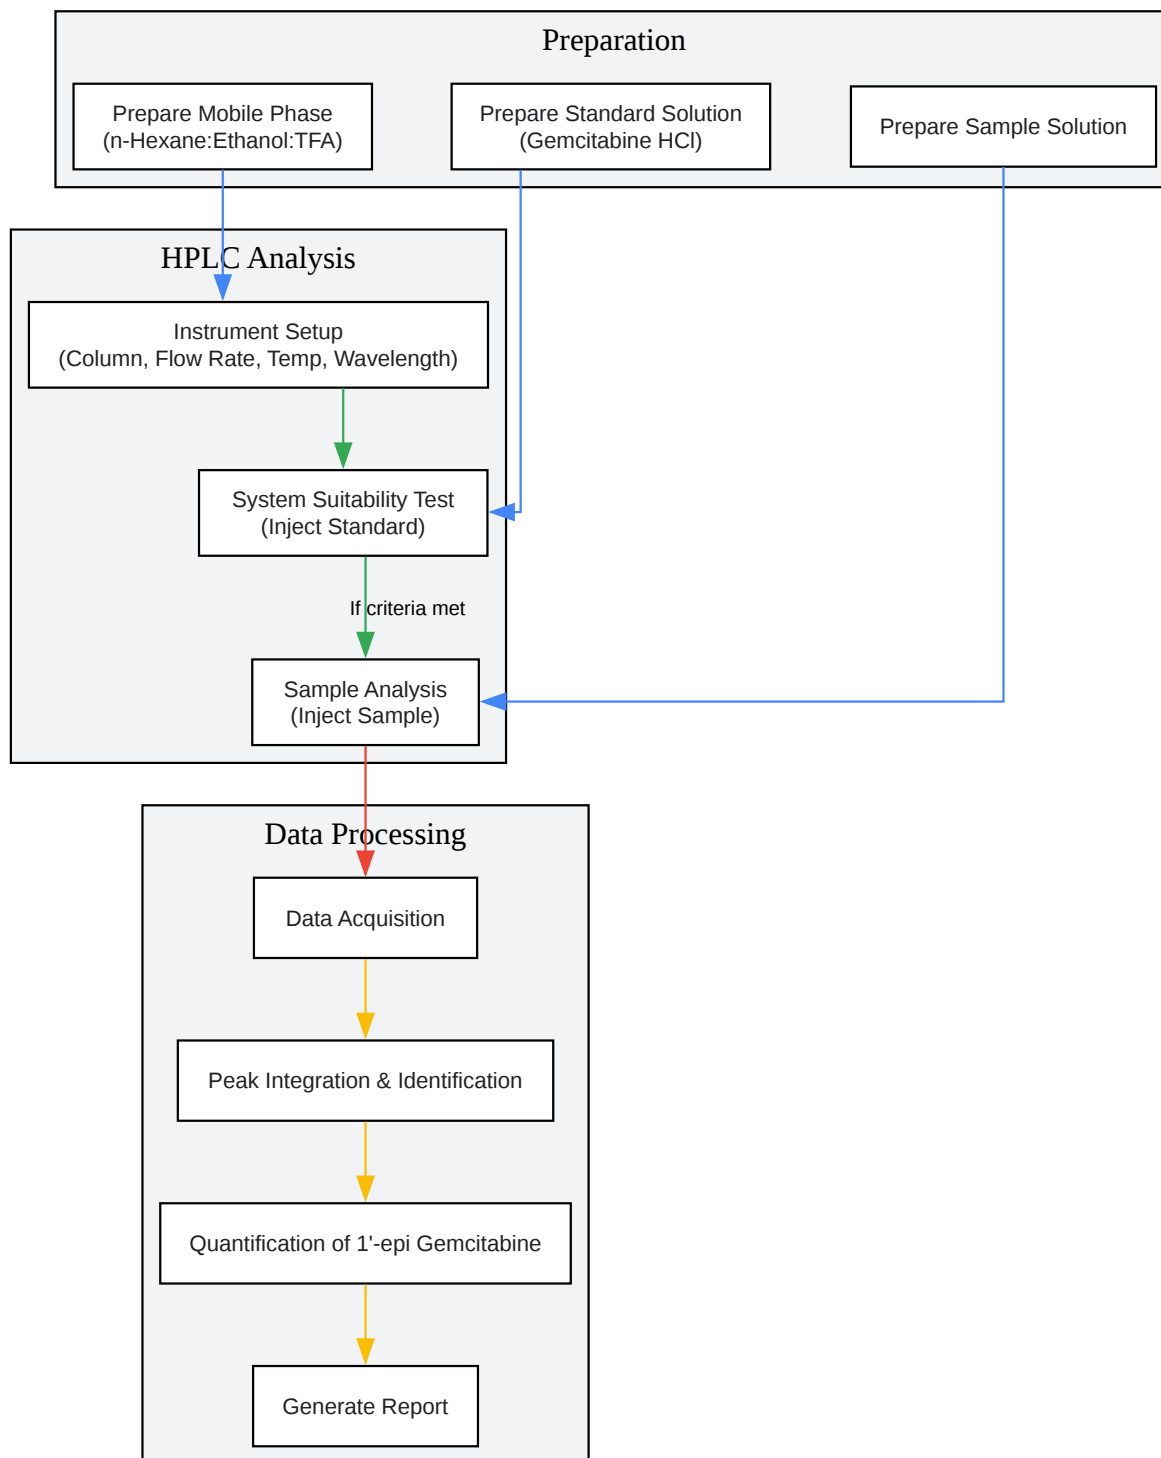 Preparation
Prepare Mobile Phase
(n-Hexane:Ethanol:TFA)
Prepare Standard Solution
(Gemcitabine HCl)
Prepare Sample Solution
HPLC Analysis
Instrument Setup
(Column, Flow Rate, Temp, Wavelength)
System Suitability Test
(Inject Standard)
If criteria met
Sample Analysis
(Inject Sample)
Data Processing
Data Acquisition
Peak Integration & Identification
Quantification of 1'-epi Gemcitabine
Generate Report